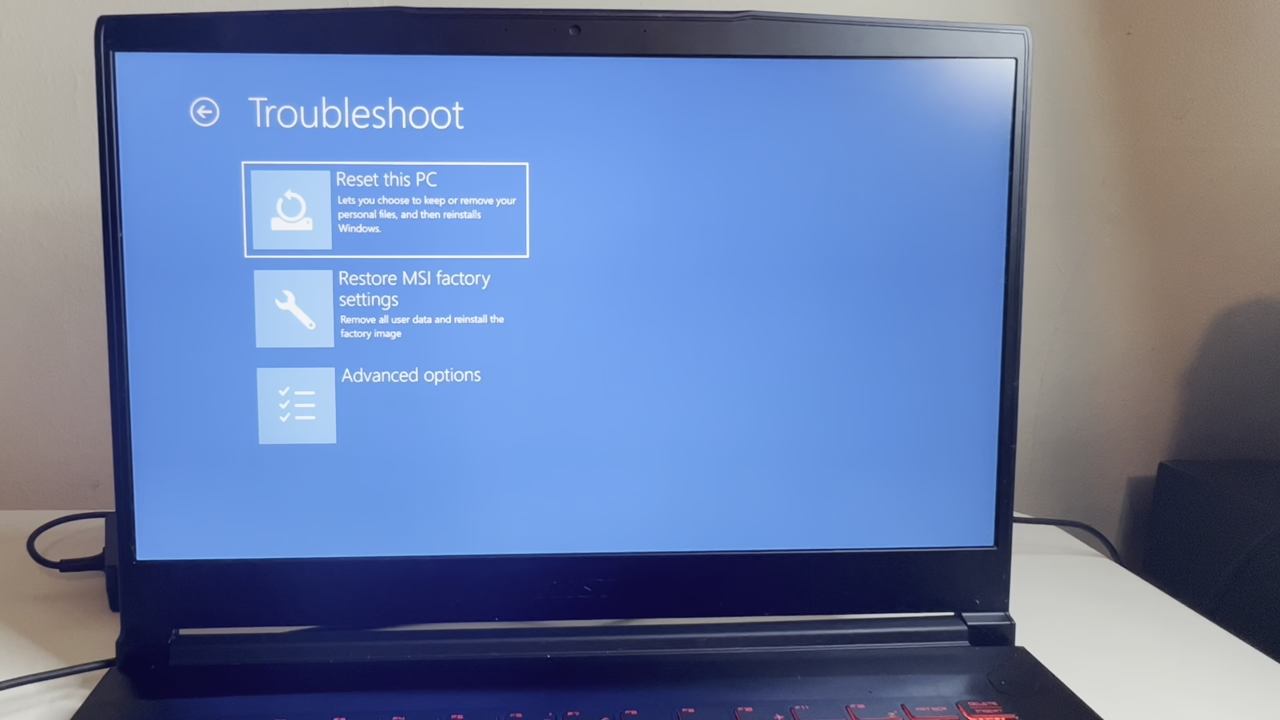 Troubleshoot
Reset this PC
Lets you choose to keep or remove your
personal files, and then reinstalls
Windows.
Restore MSI factory
settings
Remove all user data and reinstall the
factory image
Advanced options